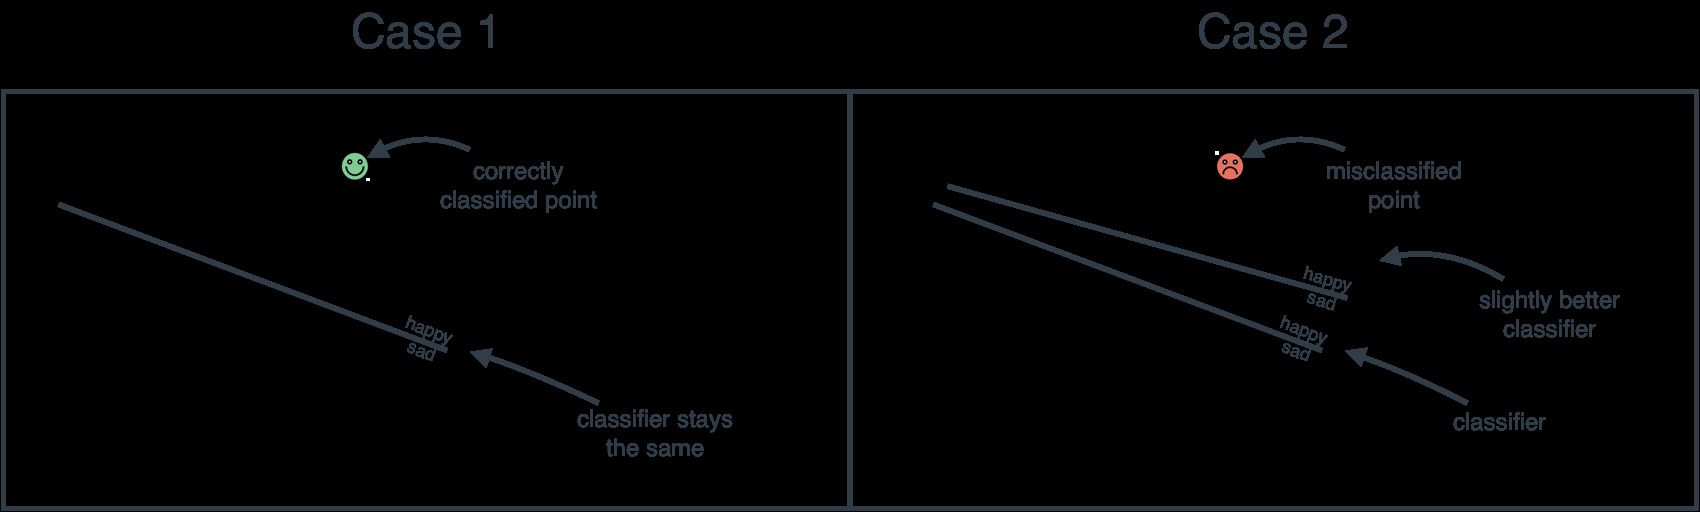 Case 1
Case 2
correctly
classified point
happy
sad
classifier stays
the same
misclassified
point
happy
sad
slightly better
classifier
happy
sad
classifier